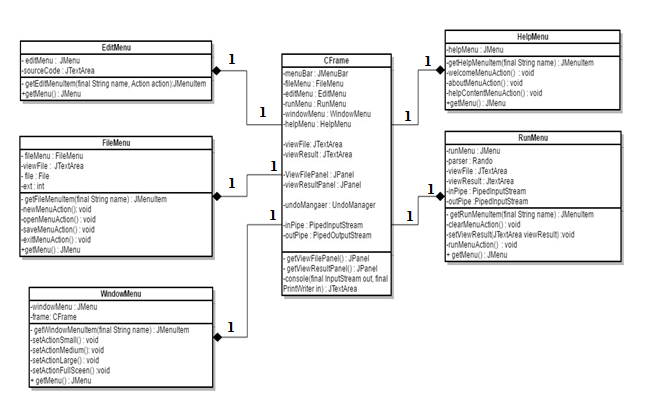 EditMenu
- editMenu : JMenu
-sourceCode : JTextArea
- getEditMenuItem(final String name, Action action):JMenuItem
+getMenu() : JMenu
1
1
FileMenu
- fileMenu : FileMenu
-viewFile : JTextArea
- file : File
-ext : int
- getFileMenuItem(final String name) : JMenuItem
-newMenuAction(): void
-openMenuAction() : void
-saveMenuAction() : void
-exitMenuAction() : void
+getMenu() : JMenu
1
1
WindowMenu
-windowMenu : JMenu
-frame: CFrame
- getWindowMenuItem(final String name) : JMenuItem
-setActionSmall() : void
-setActionMedium(): void
-setActionLarge() : void
-setActionFullSceen() :void
+ getMenu() : JMenu
1
1
CFrame
-menuBar : JMenuBar
-fileMenu : FileMenu
-editMenu : EditMenu
-runMenu : RunMenu
-windowMenu : WindowMenu
-helpMenu : HelpMenu
-viewFile: JTextArea
-viewResult : JTextArea
-ViewFilePanel : JPanel
-viewResultPanel : JPanel
-undoMangaer : UndoManager
-inPipe : PipedInputStream
-outPipe : PipedOutputStream
- getViewFilePanel() : JPanel
- getViewResultPanel() : JPanel
-console(final InputStream out, final
PrintWriter in) : JTextArea
1
1
HelpMenu
-helpMenu : JMenu
-getHelpMenuItem(final String name) : JMenuItem
-welcomeMenuAction() : void
-aboutMenuAction() : void
-helpContentMenuAction() : void
+getMenu() : JMenu
1
1
RunMenu
-runMenu : JMenu
-parser : Rando
-viewFile : JTextArea
-viewResult : JtextArea
-inPipe : PipedInputStream
-outPipe : PipedInputStream
- getRunMenuItem(final String name) : JMenuItem
-clearMenuAction() : void
-setViewResult(JTextArea viewResult) :void
-runMenuAction() : void
+ getMenu() : JMenu